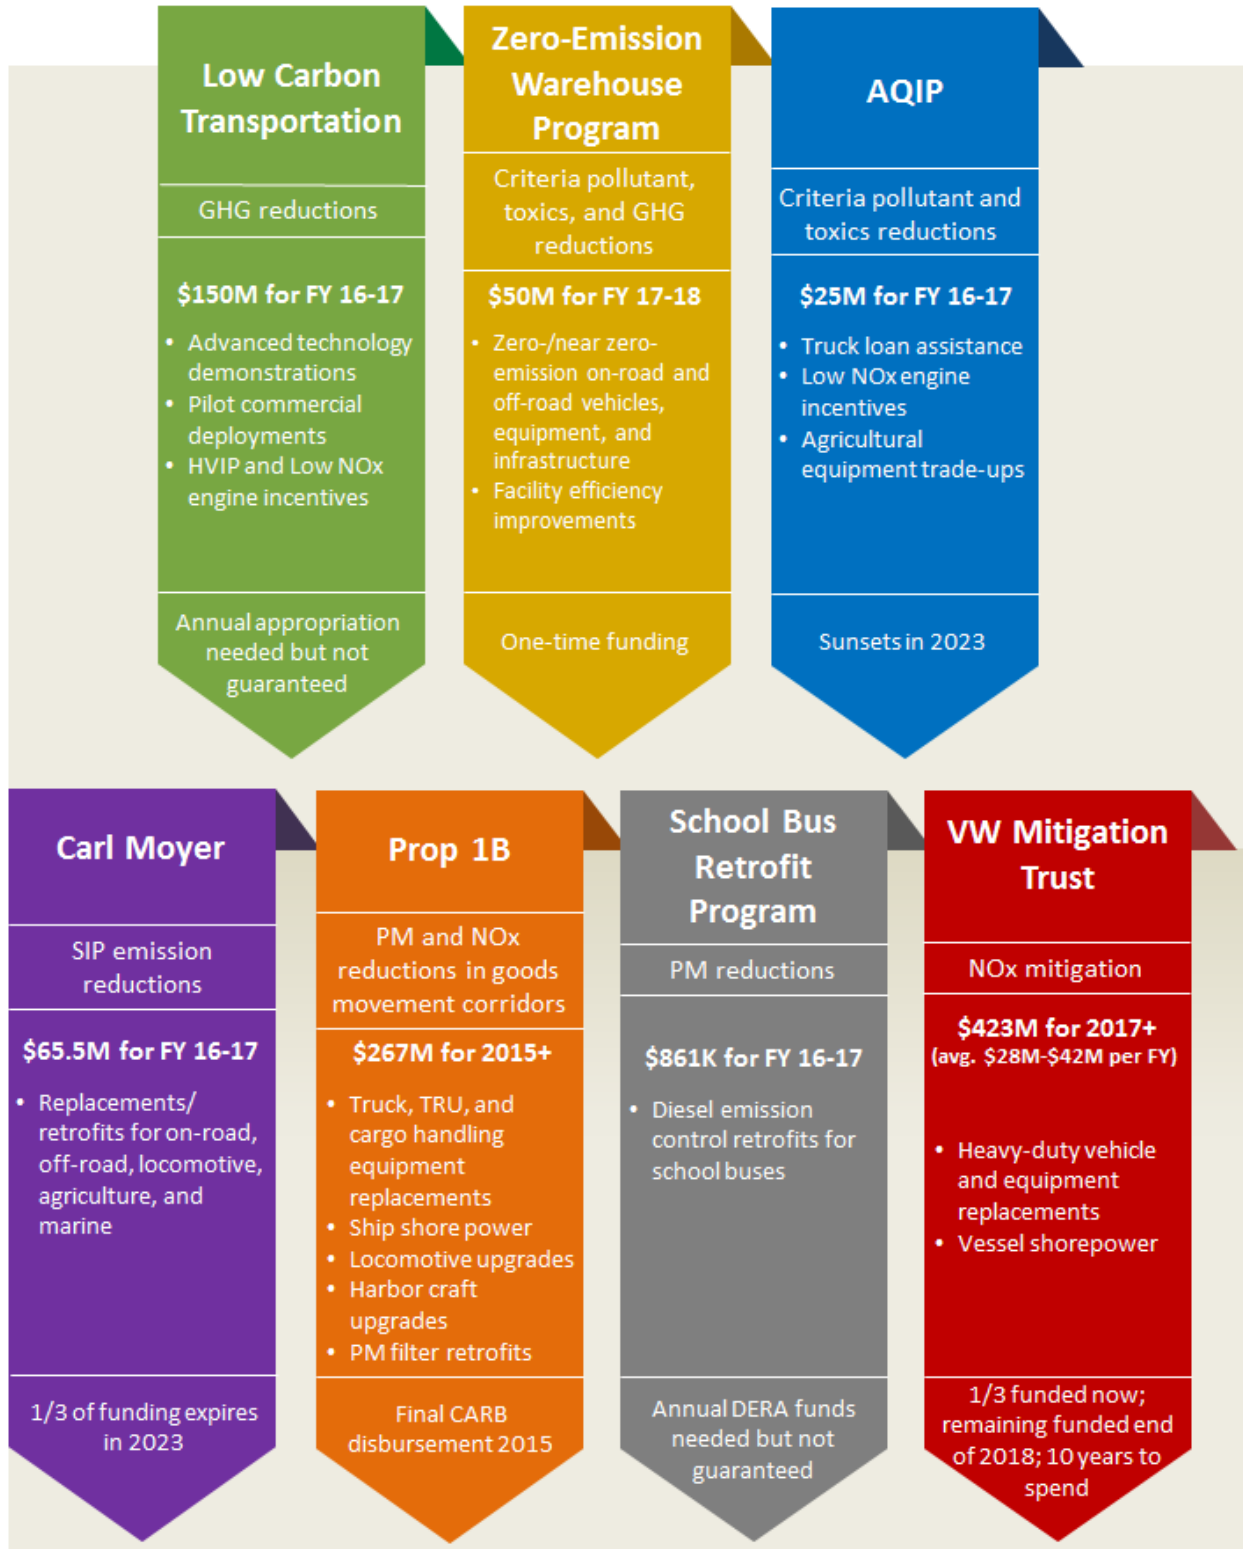 Low Carbon
Transportation
GHG reductions
$150M for FY 16-17
• Advanced technology
demonstrations
• Pilot commercial
deployments
• HVIP and Low NOx
engine incentives
Annual appropriation
needed but not
guaranteed
Zero-Emission
Warehouse
Program
Criteria pollutant,
toxics, and GHG
reductions
$50M for FY 17-18
• Zero-/near zero-
emission on-road and
off-road vehicles,
equipment, and
infrastructure
• Facility efficiency
improvements
One-time funding
AQIP
Criteria pollutant and
toxics reductions
$25M for FY 16-17
• Truck loan assistance
• Low NOx engine
incentives
• Agricultural
equipment trade-ups
Sunsets in 2023
Carl Moyer
SIP emission
reductions
$65.5M for FY 16-17
• Replacements/
retrofits for on-road,
off-road, locomotive,
agriculture, and
marine
1/3 of funding expires
in 2023
Prop 1B
PM and NOx
reductions in goods
movement corridors
$267M for 2015+
• Truck, TRU, and
cargo handling
equipment
replacements
• Ship shore power
• Locomotive upgrades
• Harbor craft
upgrades
• PM filter retrofits
Final CARB
disbursement 2015
School Bus
Retrofit
Program
PM reductions
$861K for FY 16-17
• Diesel emission
control retrofits for
school buses
Annual DERA funds
needed but not
guaranteed
VW Mitigation
Trust
NOx mitigation
$423M for 2017+
(avg. $28M-$42M per FY)
• Heavy-duty vehicle
and equipment
replacements
• Vessel shorepower
1/3 funded now;
remaining funded end
of 2018; 10 years to
spend